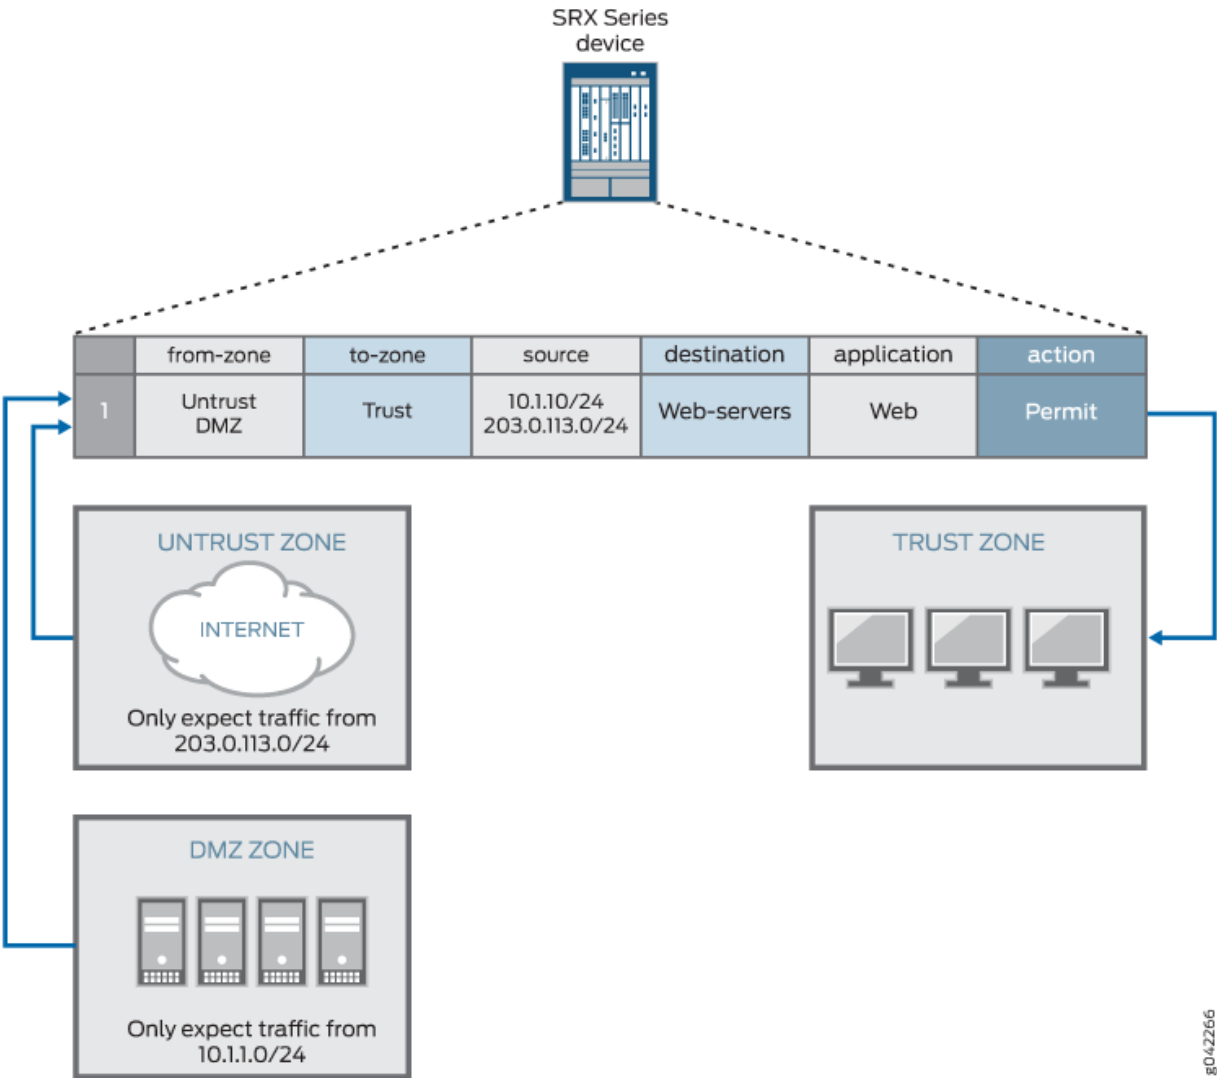 SRX Series
device
from-zone to-zone source destination application action
1 Untrust DMZ Trust 10.1.10/24 203.0.113.0/24 Web-servers Web Permit
UNTRUST ZONE
INTERNET
Only expect traffic from
203.0.113.0/24
TRUST ZONE
DMZ ZONE
Only expect traffic from
10.1.1.0/24
g042266